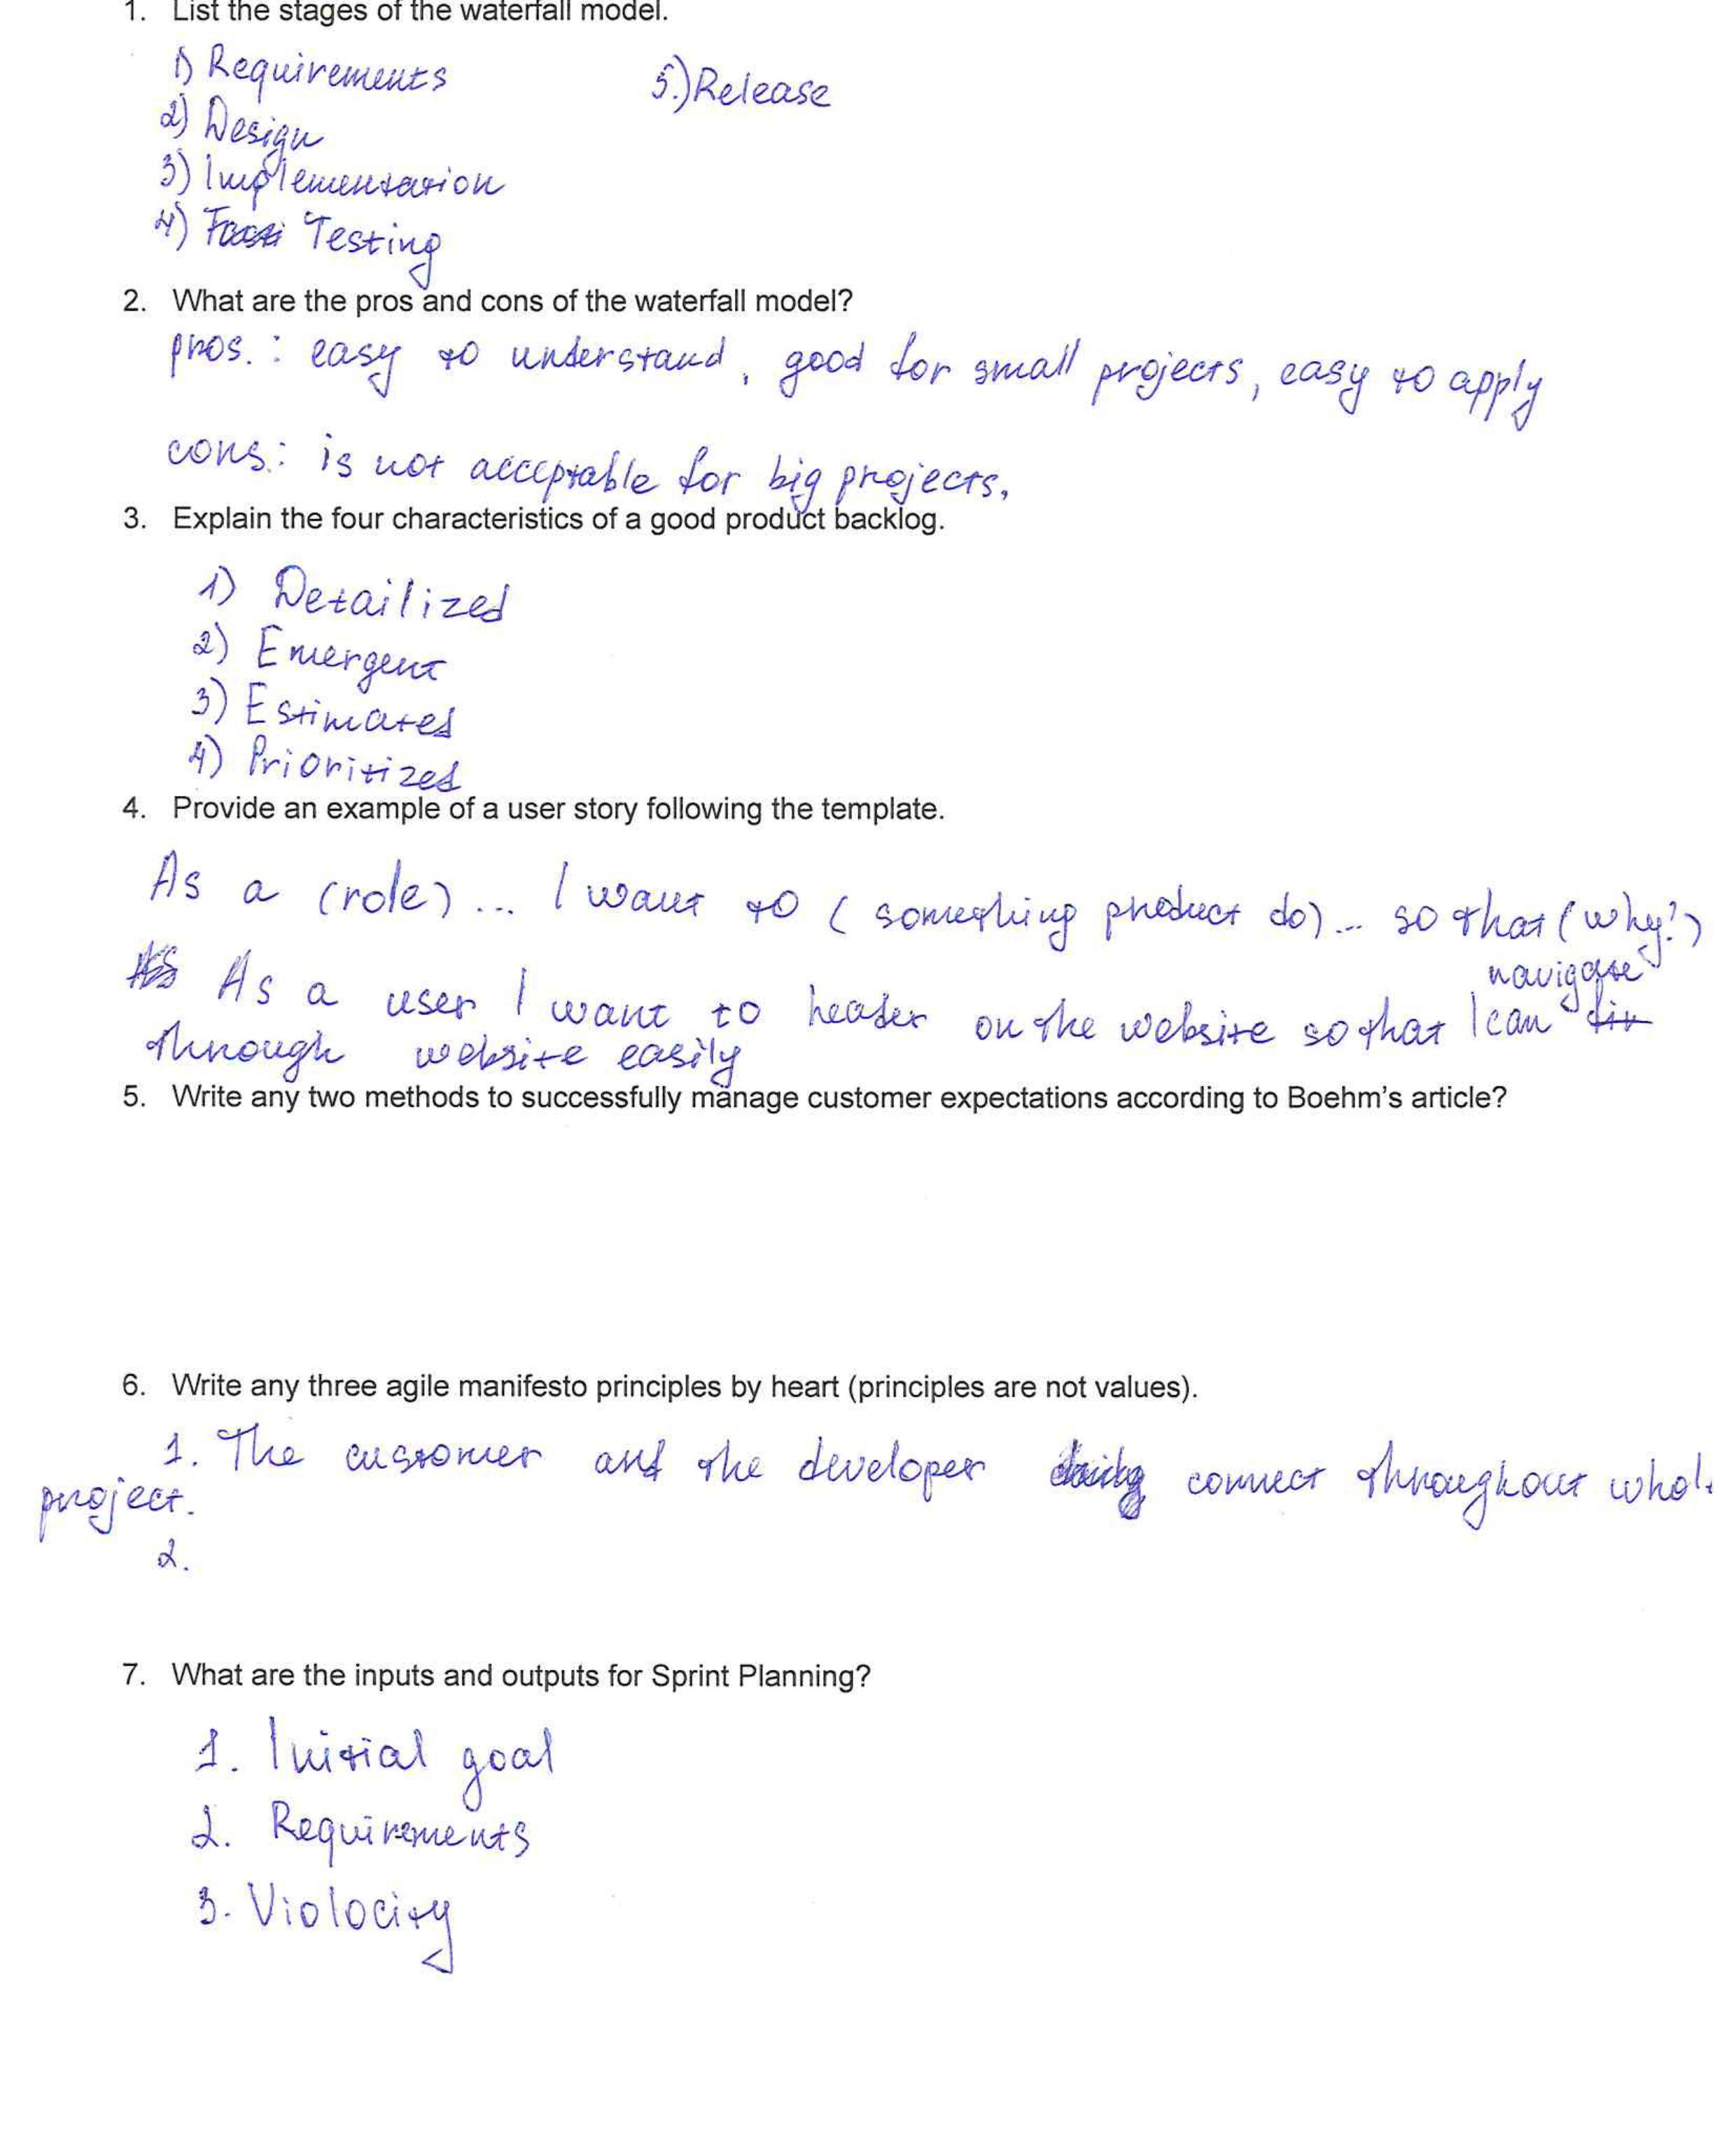 1. List the stages of the waterfall model.
1) Requirements
5.) Release
2) Design
3) Implementation
4) Testing
2. What are the pros and cons of the waterfall model?
pros. : easy to understand, good for small projects, easy to apply
cons.: is not acceptable for big projects.
3. Explain the four characteristics of a good product backlog.
1) Detailized
2) Emergent
3) Estimated
4) Prioritized
4. Provide an example of a user story following the template.
As a (role)... I want to (something product do)... so that (why?)
As As a user I want to header on the website so that I can navigate
through website easily
5. Write any two methods to successfully manage customer expectations according to Boehm's article?
6. Write any three agile manifesto principles by heart (principles are not values).
1. The customer and the developer connect throughout whol.
project.
2.
7. What are the inputs and outputs for Sprint Planning?
1. Initial goal
2. Requirements
3. Violocity